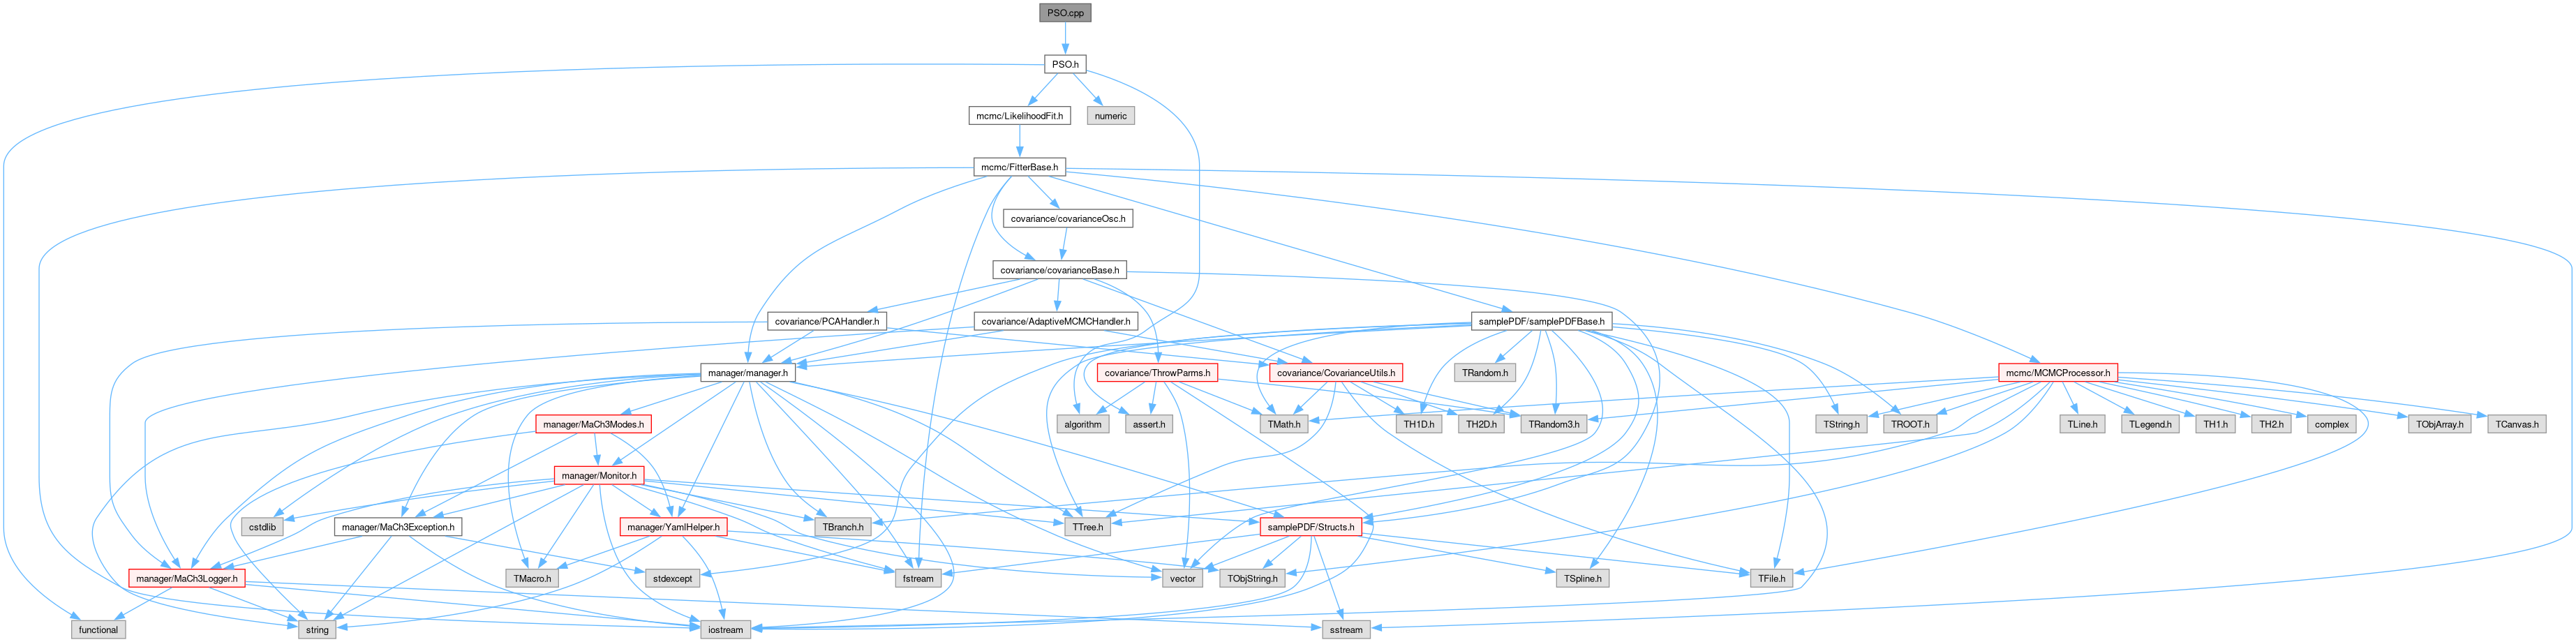 PSO.cpp
PSO.h
mcmc/LikelihoodFit.h
numeric
mcmc/FitterBase.h
covariance/covarianceOsc.h
covariance/covarianceBase.h
covariance/PCAHandler.h
covariance/AdaptiveMCMCHandler.h
samplePDF/samplePDFBase.h
manager/manager.h
covariance/ThrowParms.h
covariance/CovarianceUtils.h
TRandom.h
mcmc/MCMCProcessor.h
manager/MaCh3Modes.h
algorithm
assert.h
TMath.h
TH1D.h
TH2D.h
TRandom3.h
TString.h
TROOT.h
TLine.h
TLegend.h
TH1.h
TH2.h
complex
TObjArray.h
TCanvas.h
manager/Monitor.h
cstdlib
manager/MaCh3Exception.h
manager/YamlHelper.h
TBranch.h
TTree.h
samplePDF/Structs.h
manager/MaCh3Logger.h
TMacro.h
stdexcept
fstream
vector
TObjString.h
TSpline.h
TFile.h
functional
string
iostream
sstream